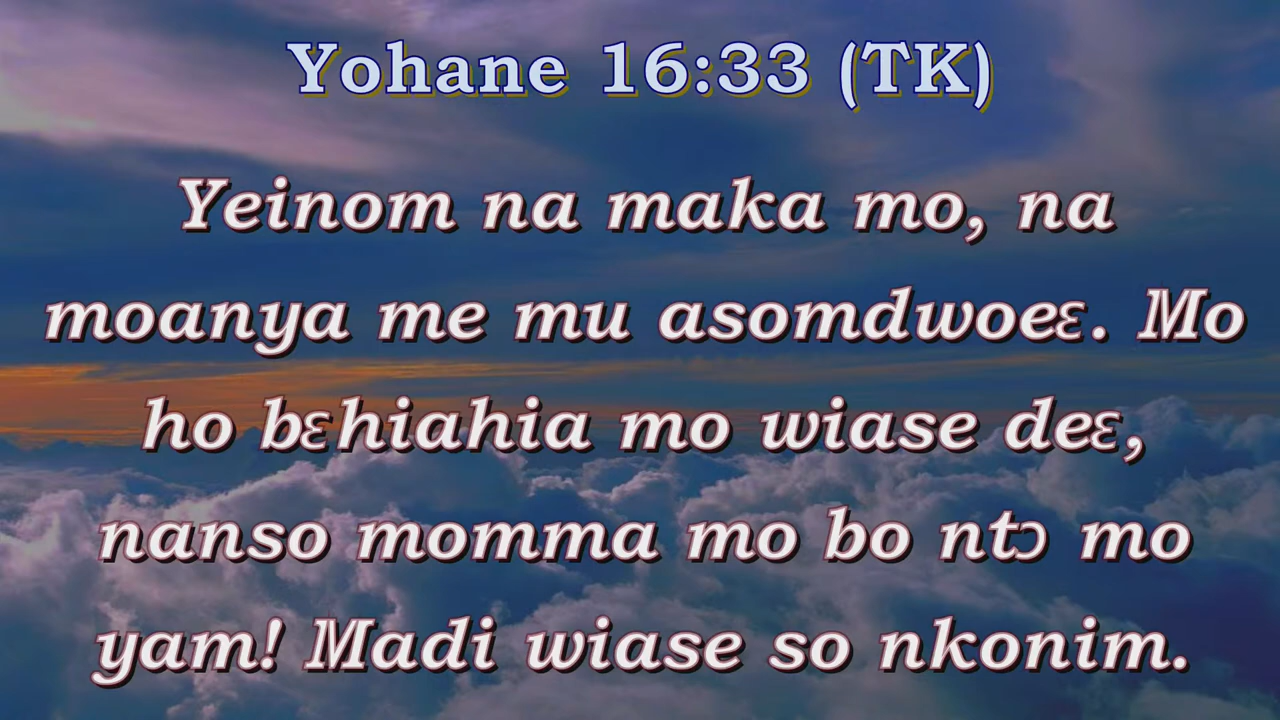 Yohane 16:33 (TK)
Yeinom na maka mo, na
moanya me mu asomdwoeɛ. Mo
ho bɛhiahia mo wiase deɛ,
nanso momma mo bo ntɔ mo
yam! Madi wiase so nkonim.